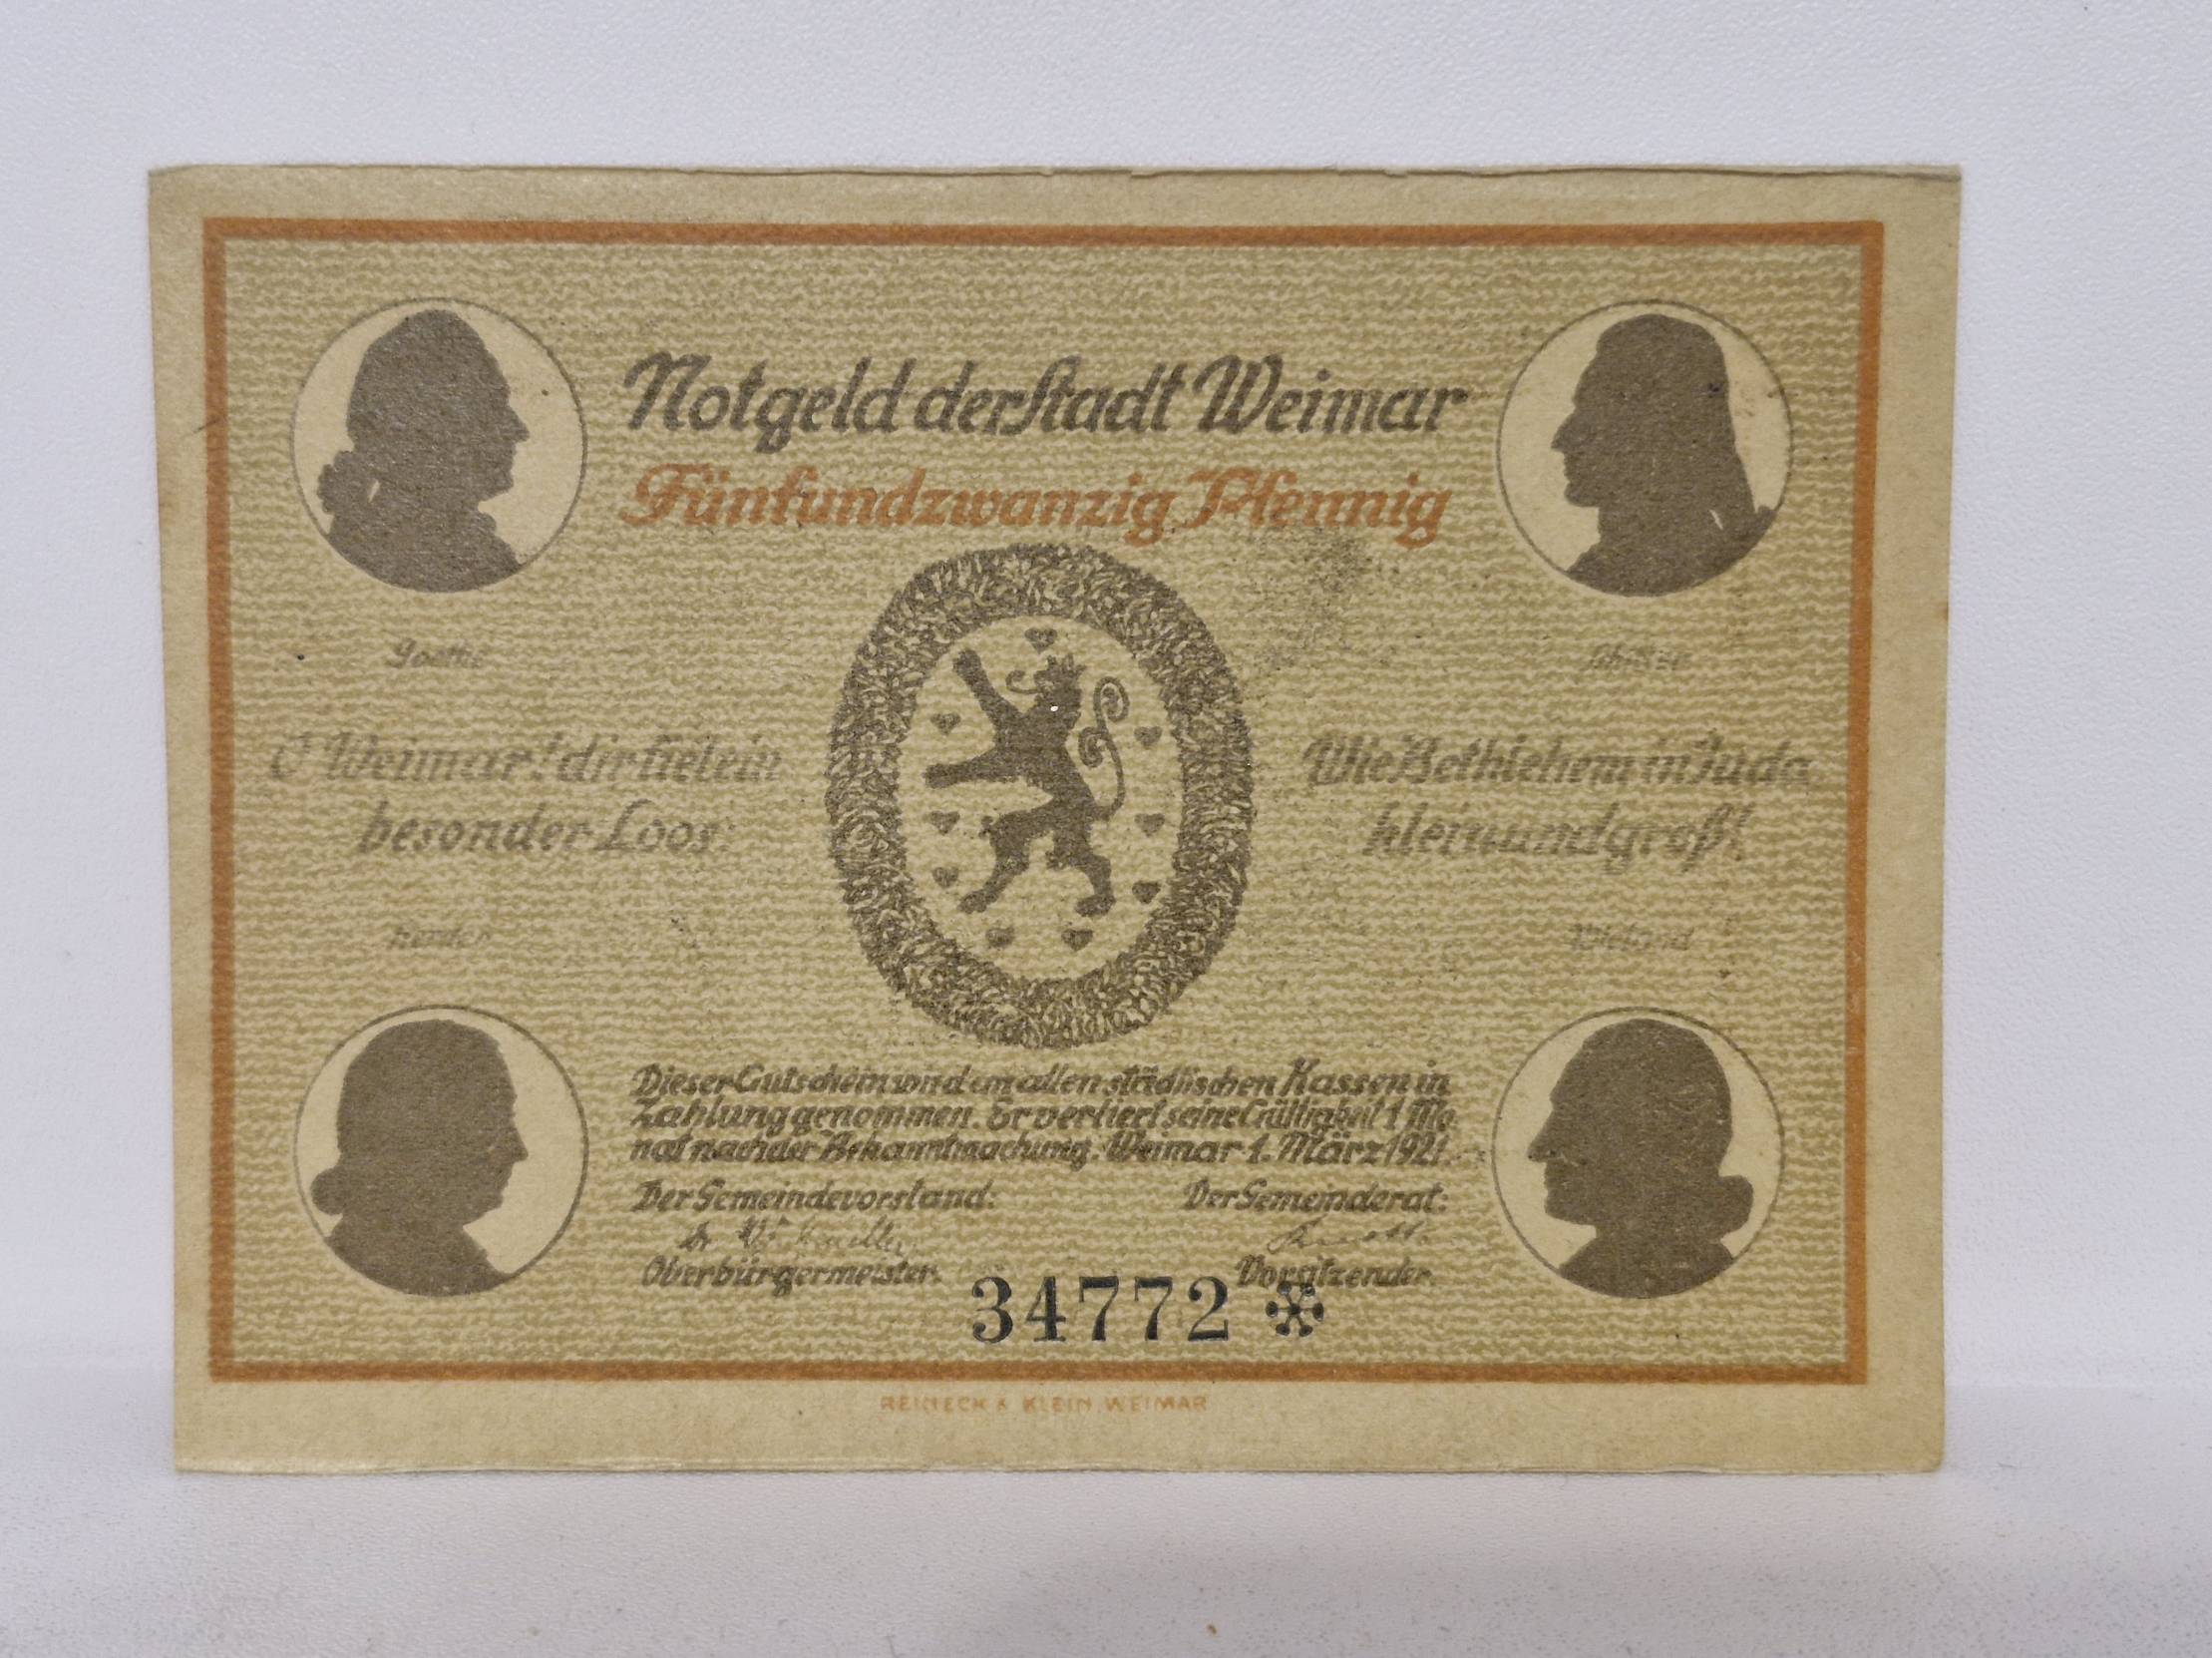 Notgeld der Stadt Weimar
Fünfundzwanzig Pfennig
Goethe
Schiller
O Weimar! dir fiel ein
besonder Loos:
Wie Bethlehem in Juda
klein und groß!
Herder
Wieland
Dieser Gutschein wird an allen städtischen Kassen in
Zahlung genommen. Er verliert seine Gültigkeit 1 Mo
nat nach der Bekanntmachung. Weimar 1. März 1921.
Der Gemeindevorstand:
Der Gemeinderat:
Oberbürgermeister.
Vorsitzender.
34772
REINECK & KLEIN WEIMAR